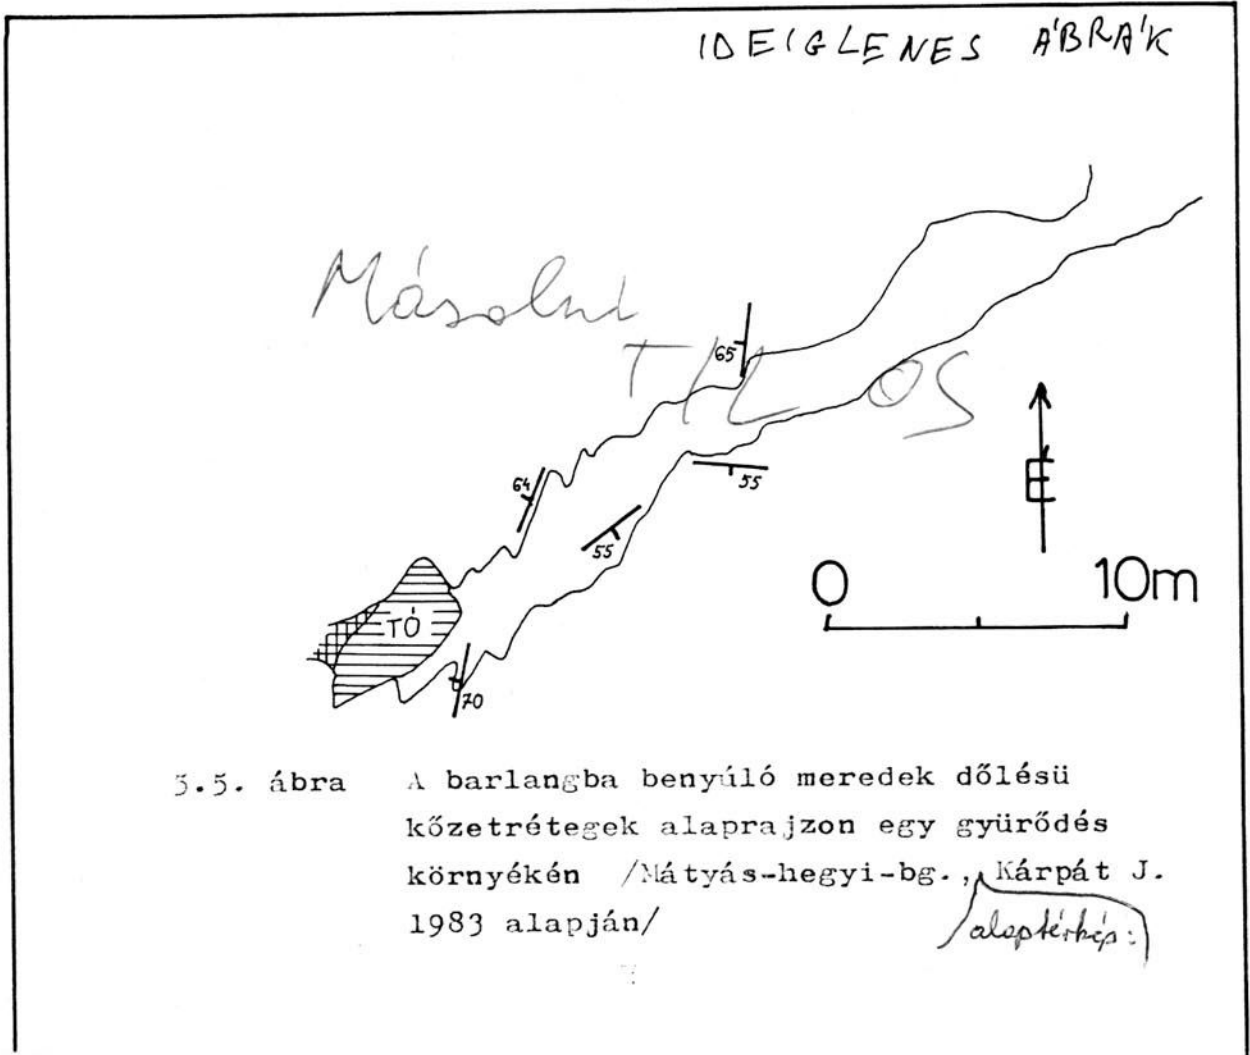 IDEIGLENES ÁBRÁK
Másolni
TILOS
65
64
55
55
É
TÓ
70
0 10m
5.5. ábra A barlangba benyúló meredek dőlésü
kőzetrétegek alaprajzon egy gyürődés
környékén /Mátyás-hegyi-bg., Kárpát J.
1983 alapján/
alaptérkép: